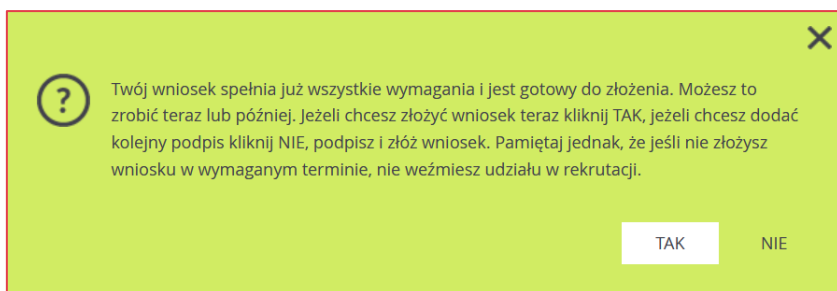 Twój wniosek spełnia już wszystkie wymagania i jest gotowy do złożenia. Możesz to
zrobić teraz lub później. Jeżeli chcesz złożyć wniosek teraz kliknij TAK, jeżeli chcesz dodać
kolejny podpis kliknij NIE, podpisz i złóż wniosek. Pamiętaj jednak, że jeśli nie złożysz
wniosku w wymaganym terminie, nie weźmiesz udziału w rekrutacji.
TAK NIE